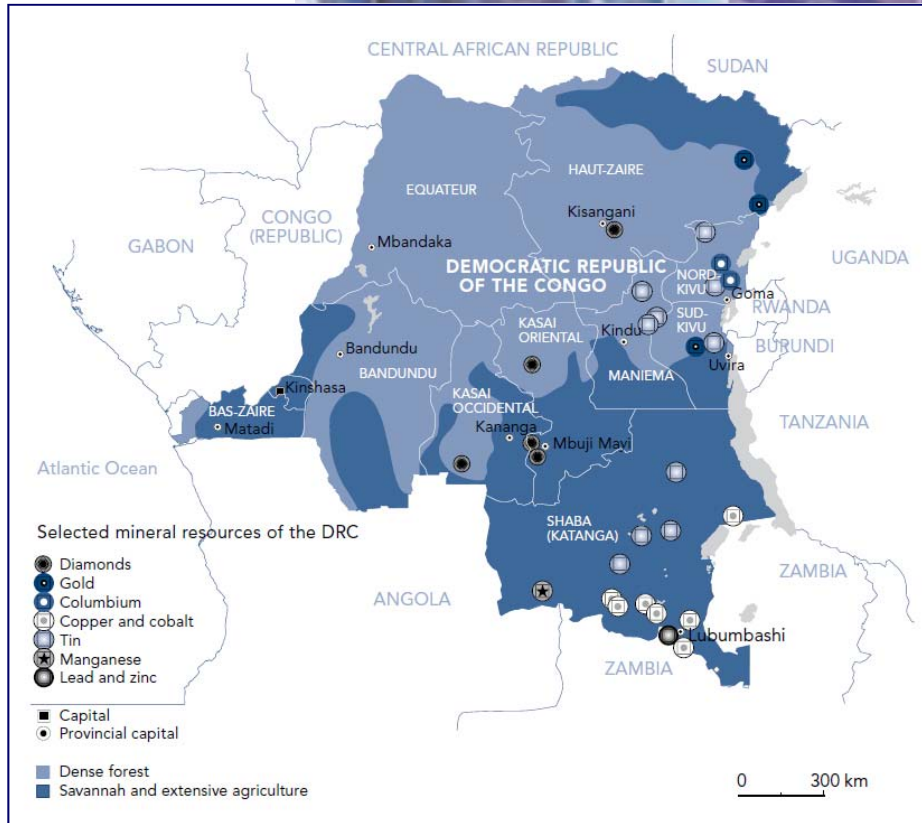 CENTRAL AFRICAN REPUBLIC
SUDAN
HAUT-ZAIRE
EQUATEUR
Kisangani
CONGO
(REPUBLIC)
GABON
Mbandaka
UGANDA
DEMOCRATIC REPUBLIC
OF THE CONGO
NORD-
KIVU
Goma
RWANDA
SUD-
KIVU
KASAI
ORIENTAL
Kindu
BURUNDI
Bandundu
Uvira
BANDUNDU
MANIEMA
Kinshasa
KASAI
OCCIDENTAL
BAS-ZAIRE
Matadi
Kananga
Mbuji Mayi
TANZANIA
Atlantic Ocean
SHABA
(KATANGA)
Selected mineral resources of the DRC
Diamonds
Gold
Columbium
Copper and cobalt
Tin
Manganese
Lead and zinc
ANGOLA
ZAMBIA
Lubumbashi
ZAMBIA
Capital
Provincial capital
Dense forest
Savannah and extensive agriculture
0 300 km